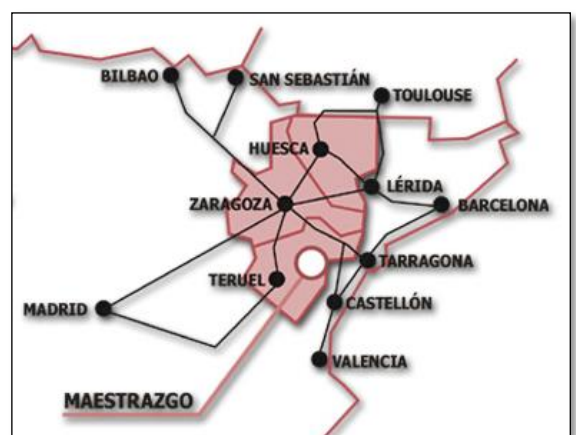 BILBAO
SAN SEBASTIÁN
TOULOUSE
HUESCA
LÉRIDA
ZARAGOZA
BARCELONA
TARRAGONA
TERUEL
CASTELLÓN
MADRID
VALENCIA
MAESTRAZGO